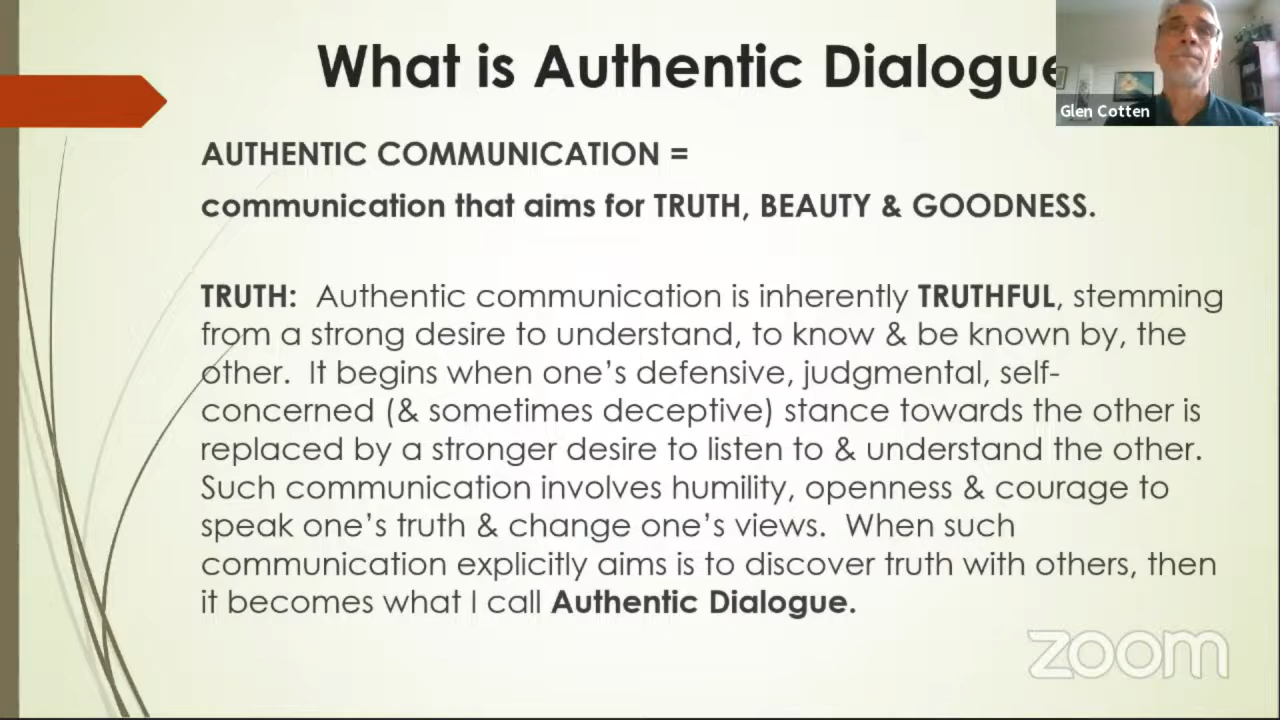 What is Authentic Dialogue
Glen Cotten
AUTHENTIC COMMUNICATION =
communication that aims for TRUTH, BEAUTY & GOODNESS.
TRUTH:  Authentic communication is inherently TRUTHFUL, stemming
from a strong desire to understand, to know & be known by, the
other.  It begins when one’s defensive, judgmental, self-
concerned (& sometimes deceptive) stance towards the other is
replaced by a stronger desire to listen to & understand the other.
Such communication involves humility, openness & courage to
speak one’s truth & change one’s views.  When such
communication explicitly aims is to discover truth with others, then
it becomes what I call Authentic Dialogue.
zoom